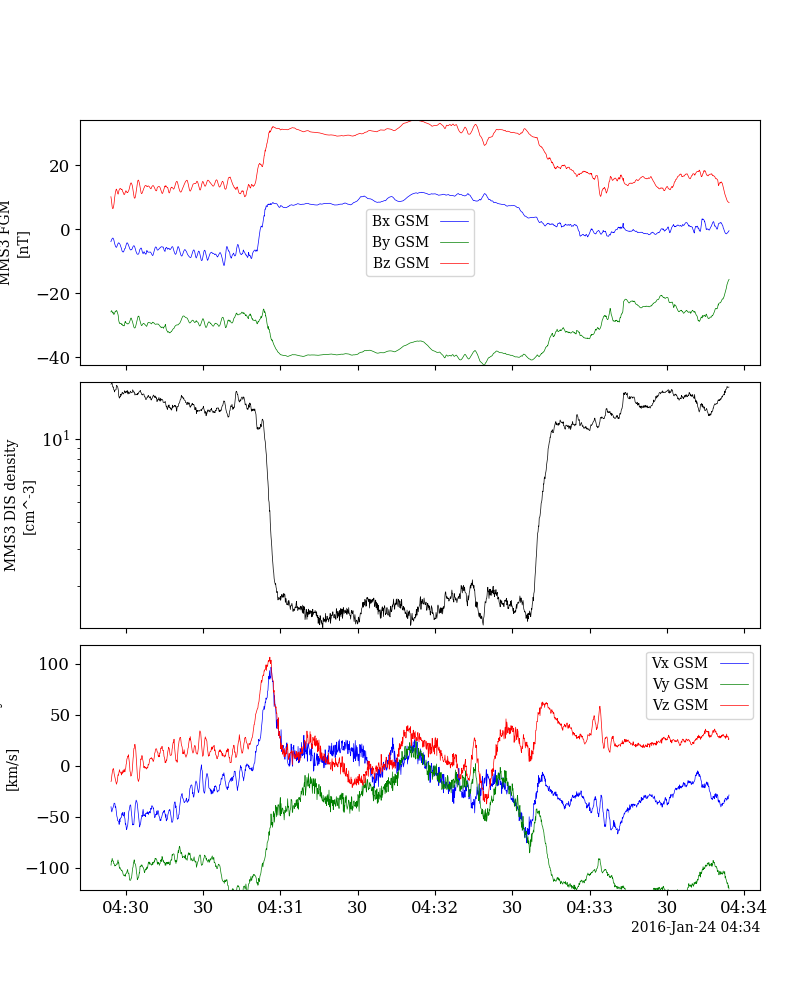 20
0
−20
−40
MMS3 FGM
[nT]
Bx GSM
By GSM
Bz GSM
10^1
MMS3 DIS density
[cm^-3]
100
50
0
−50
−100
[km/s]
Vx GSM
Vy GSM
Vz GSM
04:30 30 04:31 30 04:32 30 04:33 30 04:34
2016-Jan-24 04:34